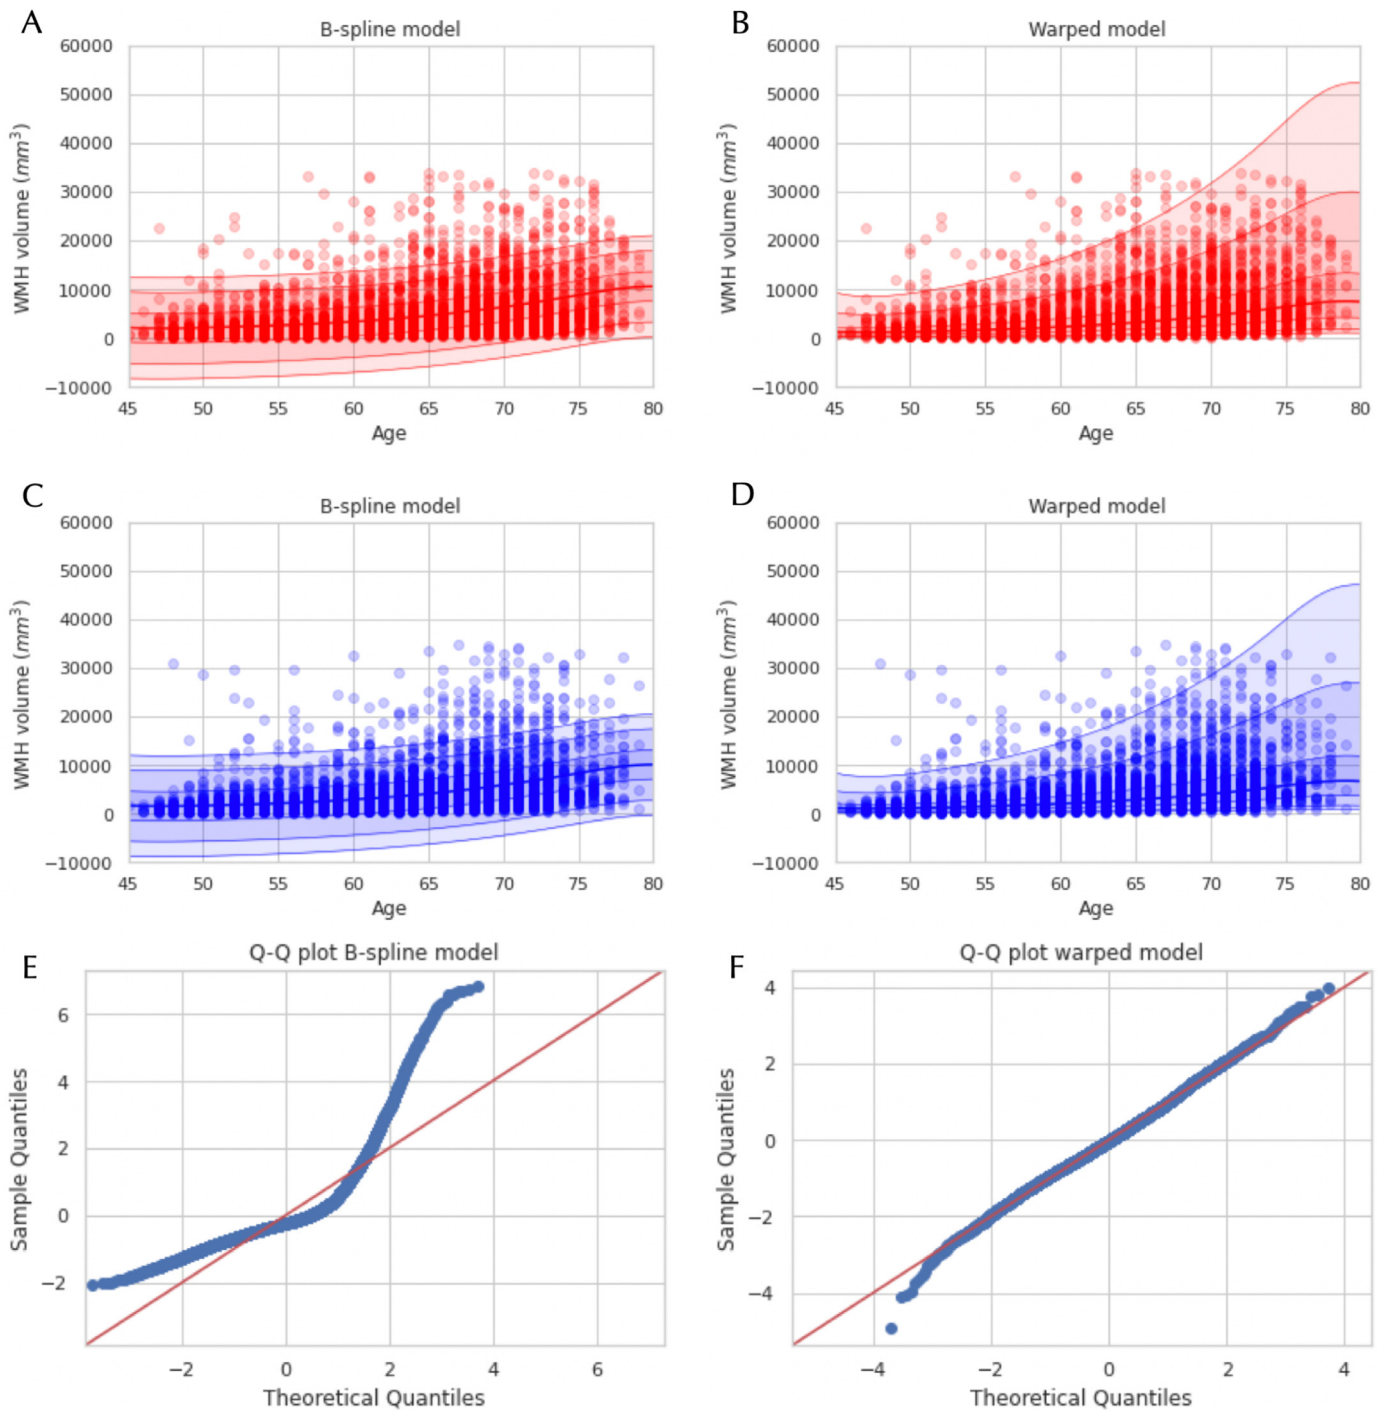 A
B-spline model
60000
50000
40000
30000
20000
10000
0
−10000
WMH volume (mm³)
45 50 55 60 65 70 75 80
Age
B
Warped model
60000
50000
40000
30000
20000
10000
0
−10000
WMH volume (mm³)
45 50 55 60 65 70 75 80
Age
C
B-spline model
60000
50000
40000
30000
20000
10000
0
−10000
WMH volume (mm³)
45 50 55 60 65 70 75 80
Age
D
Warped model
60000
50000
40000
30000
20000
10000
0
−10000
WMH volume (mm³)
45 50 55 60 65 70 75 80
Age
E
Q-Q plot B-spline model
6
4
2
0
−2
Sample Quantiles
−2 0 2 4 6
Theoretical Quantiles
F
Q-Q plot warped model
4
2
0
−2
−4
Sample Quantiles
−4 −2 0 2 4
Theoretical Quantiles